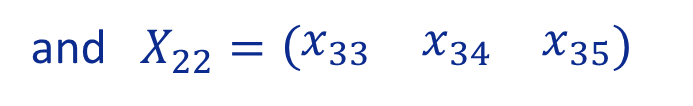 and X₂₂ = (x₃₃ x₃₄ x₃₅)